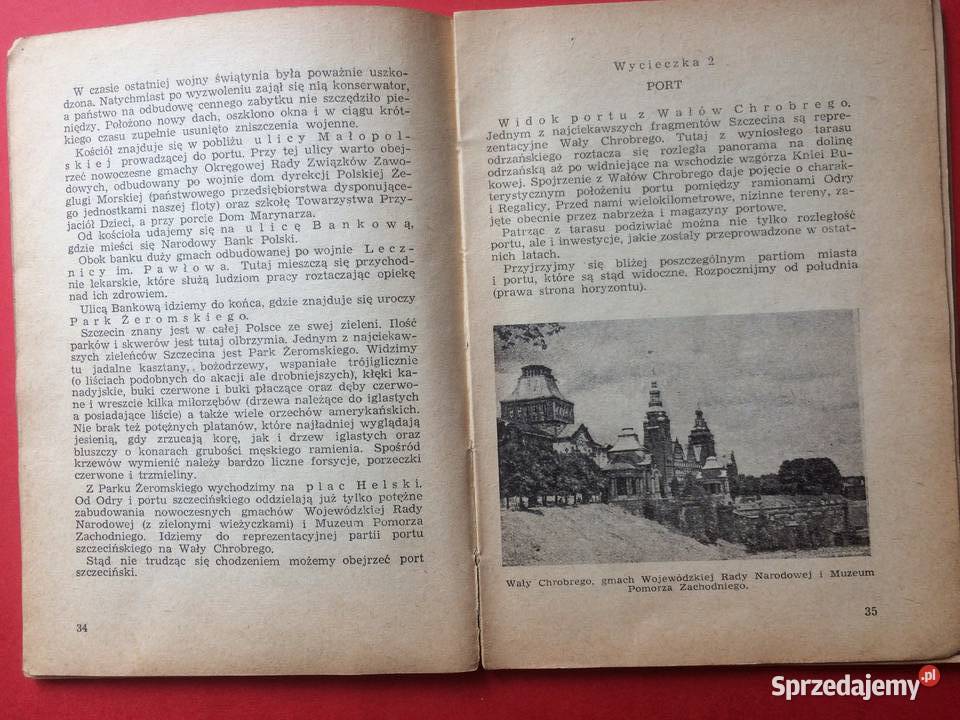 W czasie ostatniej wojny świątynia była poważnie uszko-
dzona. Natychmiast po wyzwoleniu zajął się nią konserwator,
a państwo na odbudowę cennego zabytku nie szczędziło pie-
niędzy. Położono nowy dach, oszklono okna i w ciągu krót-
kiego czasu zupełnie usunięto zniszczenia wojenne.
Kościół znajduje się w pobliżu ulicy Małopol-
skiej prowadzącej do portu. Przy tej ulicy warto obej-
rzeć nowoczesne gmachy Okręgowej Rady Związków Zawo-
dowych, odbudowany po wojnie dom dyrekcji Polskiej Że-
glugi Morskiej (państwowego przedsiębiorstwa dysponujące-
go jednostkami naszej floty) oraz szkołę Towarzystwa Przy-
jaciół Dzieci, a przy porcie Dom Marynarza.
Od kościoła udajemy się na ulicę Bankową,
gdzie mieści się Narodowy Bank Polski.
Obok banku duży gmach odbudowanej po wojnie Lecz-
nicy im. Pawłowa. Tutaj mieszczą się przychod-
nie lekarskie, które służą ludziom pracy roztaczając opiekę
nad ich zdrowiem.
Ulicą Bankową idziemy do końca, gdzie znajduje się uroczy
Park Żeromskiego.
Szczecin znany jest w całej Polsce ze swej zieleni. Ilość
parków i skwerów jest tutaj olbrzymia. Jednym z najciekaw-
szych zieleńców Szczecina jest Park Żeromskiego. Widzimy
tu jadalne kasztany, bożodrzewy, wspaniałe trójiglicznie
(o liściach podobnych do akacji ale drobniejszych), kłęki ka-
nadyjskie, buki czerwone i buki płaczące oraz dęby czerwo-
ne i wreszcie kilka miłorzębów (drzewa należące do iglastych
a posiadające liście) a także wiele orzechów amerykańskich.
Nie brak też potężnych platanów, które najładniej wyglądają
jesienią, gdy zrzucają korę, jak i drzew iglastych oraz
bluszczy o konarach grubości męskiego ramienia. Spośród
krzewów wymienić należy bardzo liczne forsycje, porzeczki
czerwone i trzmieliny.
Z Parku Żeromskiego wychodzimy na plac Helski.
Od Odry i portu szczecińskiego oddzielają już tylko potężne
zabudowania nowoczesnych gmachów Wojewódzkiej Rady
Narodowej (z zielonymi wieżyczkami) i Muzeum Pomorza
Zachodniego. Idziemy do reprezentacyjnej partii portu
szczecińskiego na Wały Chrobrego.
Stąd nie trudząc się chodzeniem możemy obejrzeć port
szczeciński.
34
Wycieczka 2
PORT
Widok portu z Wałów Chrobrego.
Jednym z najciekawszych fragmentów Szczecina są repre-
zentacyjne Wały Chrobrego. Tutaj z wyniosłego tarasu
odrzańskiego roztacza się rozległa panorama na dolinę
odrzańską aż po widniejące na wschodzie wzgórza Kniei Bu-
kowej. Spojrzenie z Wałów Chrobrego daje pojęcie o charak-
terystycznym położeniu portu pomiędzy ramionami Odry
i Regalicy. Przed nami wielokilometrowe, nizinne tereny, za-
jęte obecnie przez nabrzeża i magazyny portowe.
Patrząc z tarasu podziwiać można nie tylko rozległość
portu, ale i inwestycje, jakie zostały przeprowadzone w ostat-
nich latach.
Przyjrzyjmy się bliżej poszczególnym partiom miasta
i portu, które są stąd widoczne. Rozpocznijmy od południa
(prawa strona horyzontu).
Wały Chrobrego, gmach Wojewódzkiej Rady Narodowej i Muzeum
Pomorza Zachodniego.
35
Sprzedajemy.pl